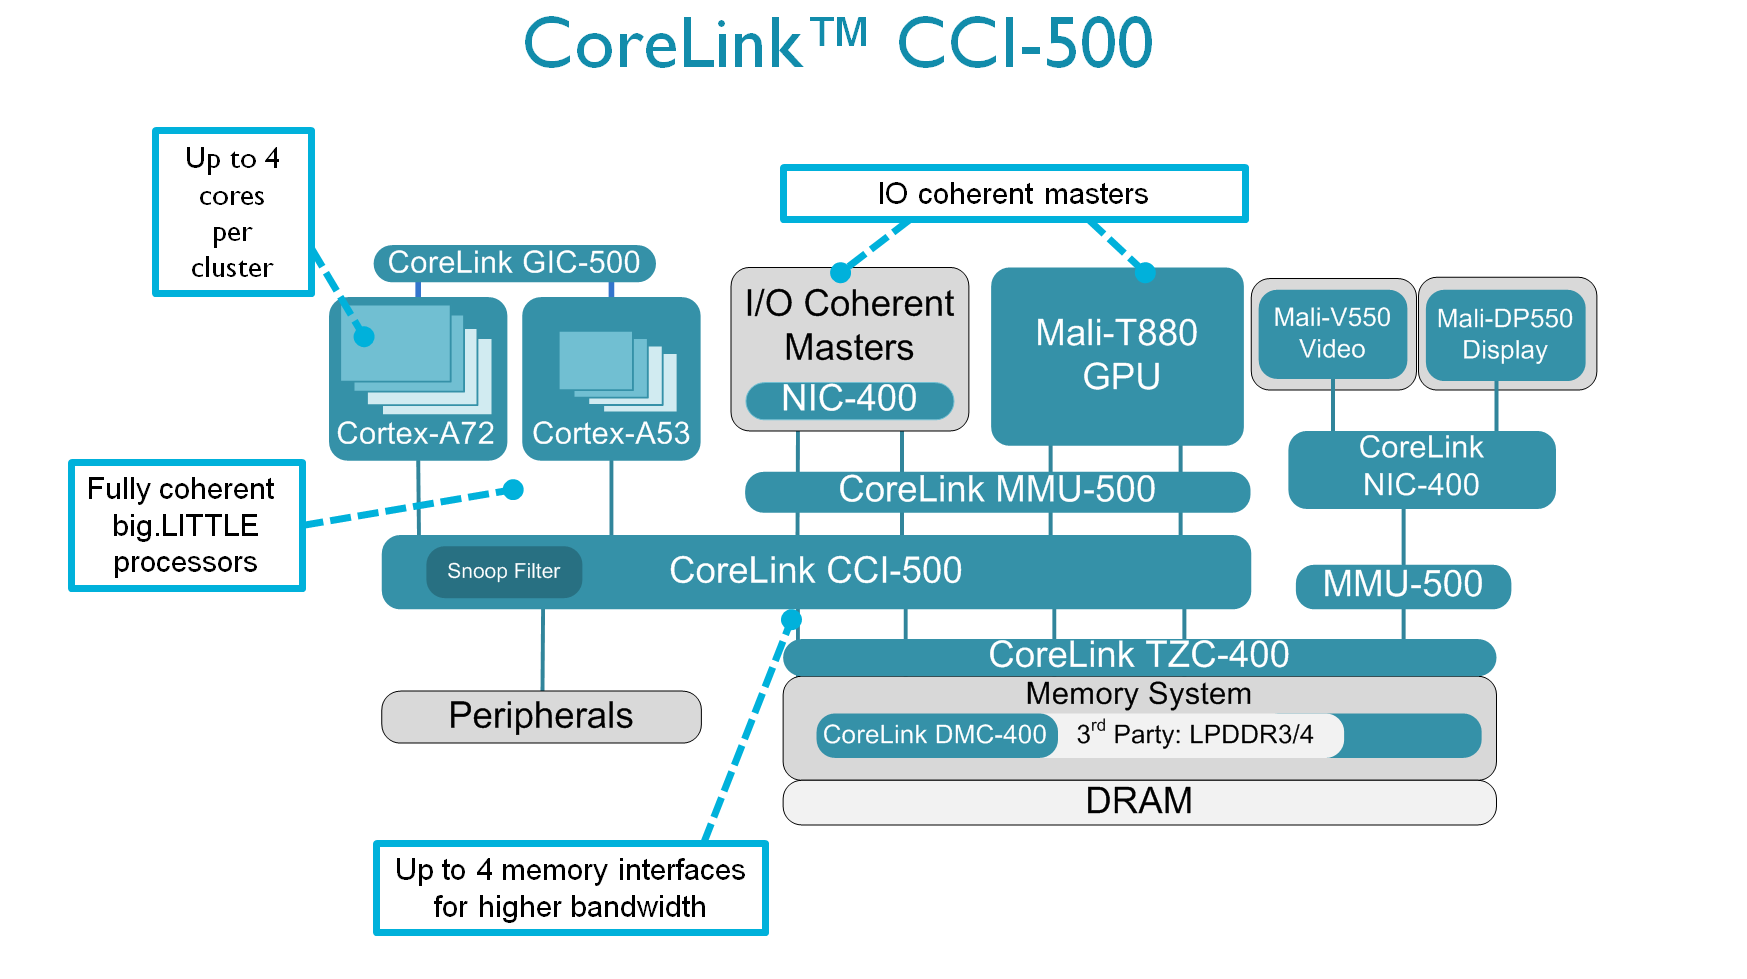 CoreLink™ CCI-500
Up to 4
cores
per
cluster
IO coherent masters
CoreLink GIC-500
Cortex-A72
Cortex-A53
I/O Coherent
Masters
NIC-400
Mali-T880
GPU
Mali-V550
Video
Mali-DP550
Display
CoreLink
NIC-400
Fully coherent
big.LITTLE
processors
CoreLink MMU-500
Snoop Filter
CoreLink CCI-500
MMU-500
CoreLink TZC-400
Peripherals
Memory System
CoreLink DMC-400
3rd Party: LPDDR3/4
DRAM
Up to 4 memory interfaces
for higher bandwidth